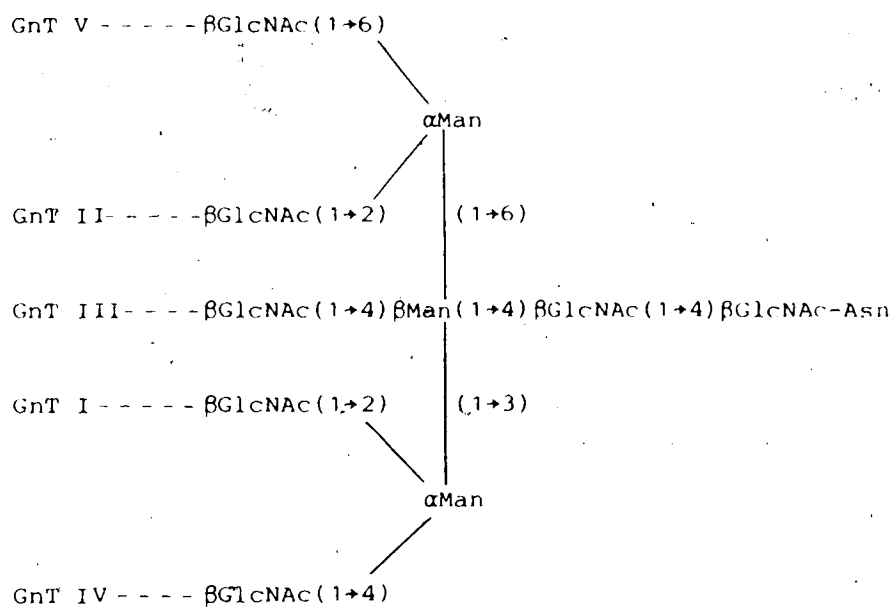 GnT V - - - - - βGlcNAc(1→6)
αMan
GnT II - - - - - βGlcNAc(1→2) (1→6)
GnT III - - - - βGlcNAc(1→4)βMan(1→4)βGlcNAc(1→4)βGlcNAc-Asn
GnT I - - - - - βGlcNAc(1→2) (1→3)
αMan
GnT IV - - - - βGlcNAc(1→4)